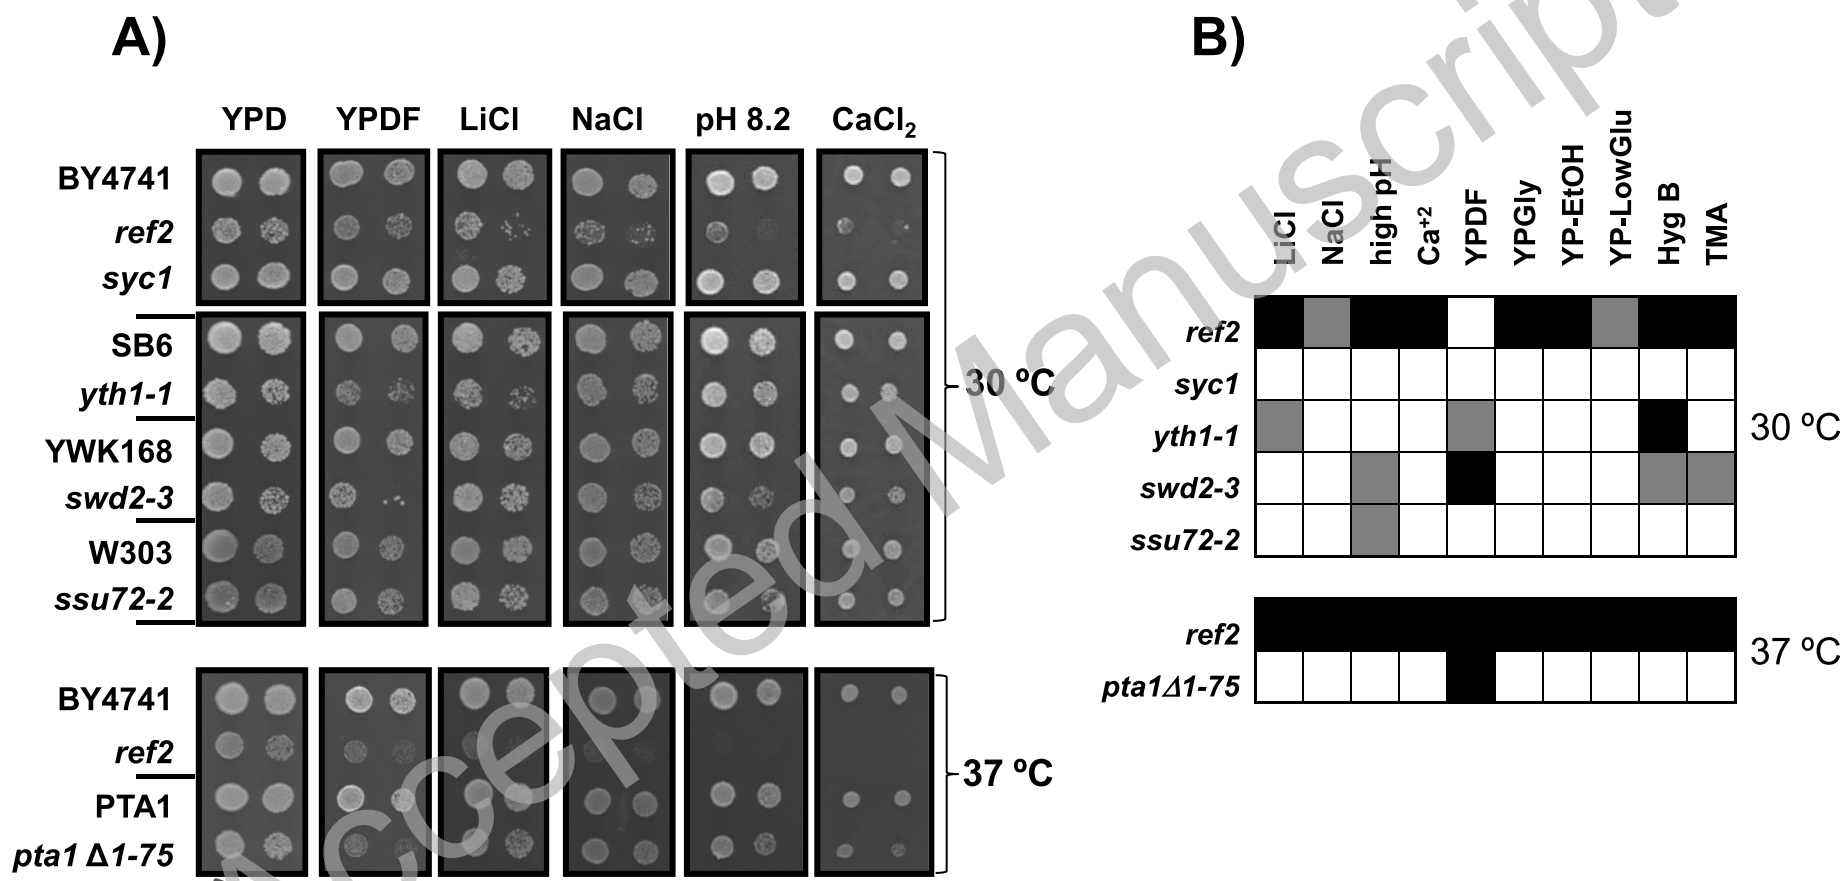 A)
B)
YPD YPDF LiCl NaCl pH 8.2 CaCl₂
BY4741
ref2
syc1
SB6
yth1-1
YWK168
swd2-3
W303
ssu72-2
30 ºC
BY4741
ref2
PTA1
pta1 Δ1-75
37 ºC
LiCl
NaCl
high pH
Ca⁺²
YPDF
YPGly
YP-EtOH
YP-LowGlu
Hyg B
TMA
ref2
syc1
yth1-1
swd2-3
ssu72-2
30 ºC
ref2
pta1Δ1-75
37 ºC
Accepted Manuscript